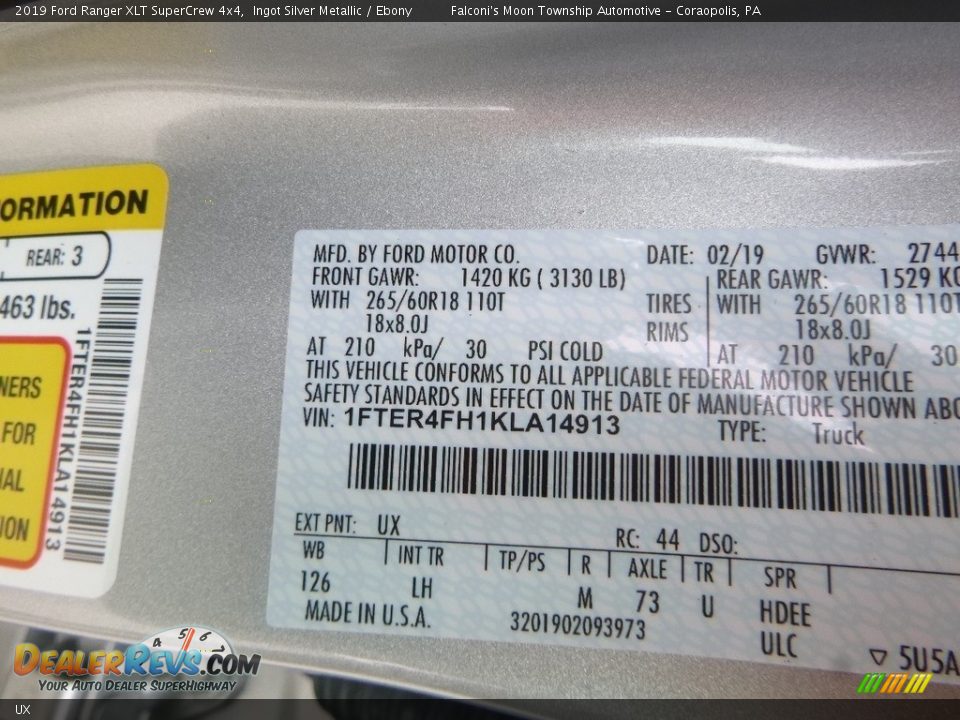 2019 Ford Ranger XLT SuperCrew 4x4, Ingot Silver Metallic / Ebony Falconi's Moon Township Automotive - Coraopolis, PA
ORMATION
REAR: 3
463 lbs.
NERS
FOR
IAL
ION
1FTER4FH1KLA14913
MFD. BY FORD MOTOR CO. DATE: 02/19 GVWR: 2744
FRONT GAWR: 1420 KG ( 3130 LB) REAR GAWR: 1529 KG
WITH 265/60R18 110T TIRES WITH 265/60R18 110T
18x8.0J RIMS 18x8.0J
AT 210 kPa/ 30 PSI COLD AT 210 kPa/ 30
THIS VEHICLE CONFORMS TO ALL APPLICABLE FEDERAL MOTOR VEHICLE
SAFETY STANDARDS IN EFFECT ON THE DATE OF MANUFACTURE SHOWN ABO
VIN: 1FTER4FH1KLA14913 TYPE: Truck
EXT PNT: UX RC: 44 DSO:
WB INT TR TP/PS R AXLE TR SPR
126 LH M 73 U HDEE
MADE IN U.S.A. 3201902093973 ULC
5U5A
4 5 6
DEALERREVS.COM
YOUR AUTO DEALER SUPERHIGHWAY
UX